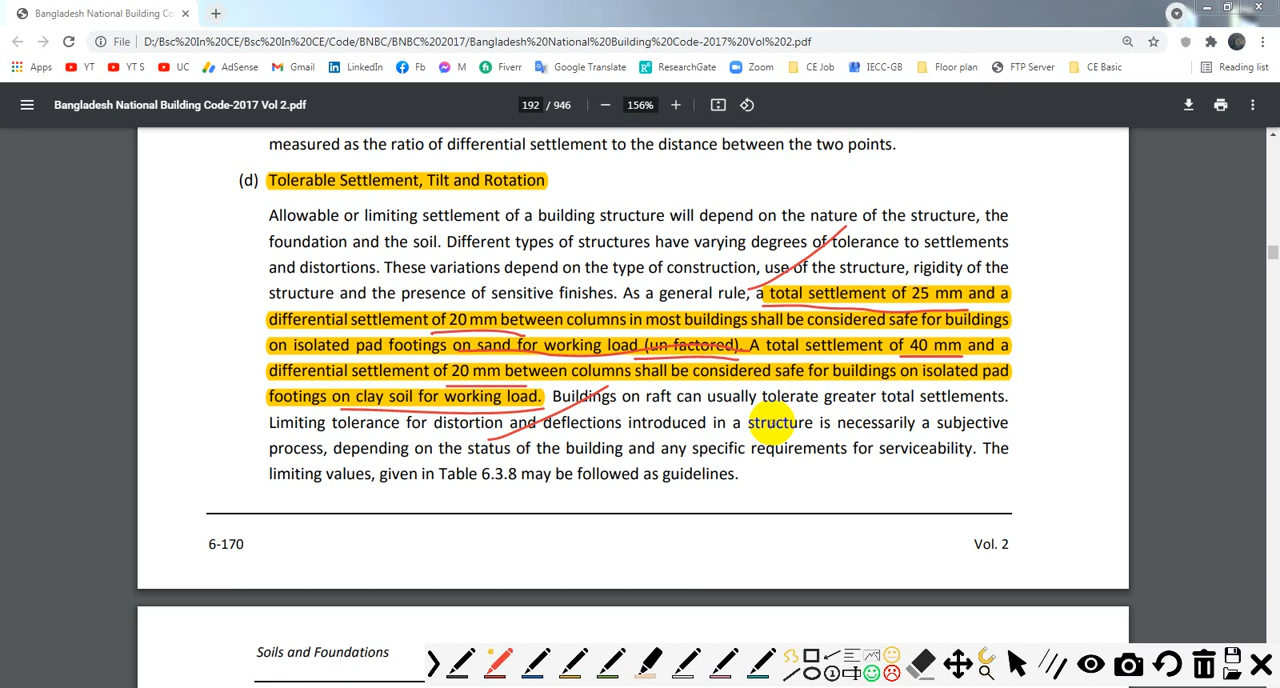 Bangladesh National Building Co
File D:/Bsc%20In%20CE/Bsc%20In%20CE/Code/BNBC/BNBC%202017/Bangladesh%20National%20Building%20Code-2017%20Vol%202.pdf
Apps YT YT S UC AdSense Gmail LinkedIn Fb M Fiverr Google Translate ResearchGate Zoom CE Job IECC-GB Floor plan FTP Server CE Basic Reading list
Bangladesh National Building Code-2017 Vol 2.pdf 192 / 946 156%
measured as the ratio of differential settlement to the distance between the two points.
(d) Tolerable Settlement, Tilt and Rotation
Allowable or limiting settlement of a building structure will depend on the nature of the structure, the
foundation and the soil. Different types of structures have varying degrees of tolerance to settlements
and distortions. These variations depend on the type of construction, use of the structure, rigidity of the
structure and the presence of sensitive finishes. As a general rule, a total settlement of 25 mm and a
differential settlement of 20 mm between columns in most buildings shall be considered safe for buildings
on isolated pad footings on sand for working load (un-factored). A total settlement of 40 mm and a
differential settlement of 20 mm between columns shall be considered safe for buildings on isolated pad
footings on clay soil for working load. Buildings on raft can usually tolerate greater total settlements.
Limiting tolerance for distortion and deflections introduced in a structure is necessarily a subjective
process, depending on the status of the building and any specific requirements for serviceability. The
limiting values, given in Table 6.3.8 may be followed as guidelines.
6-170 Vol. 2
Soils and Foundations